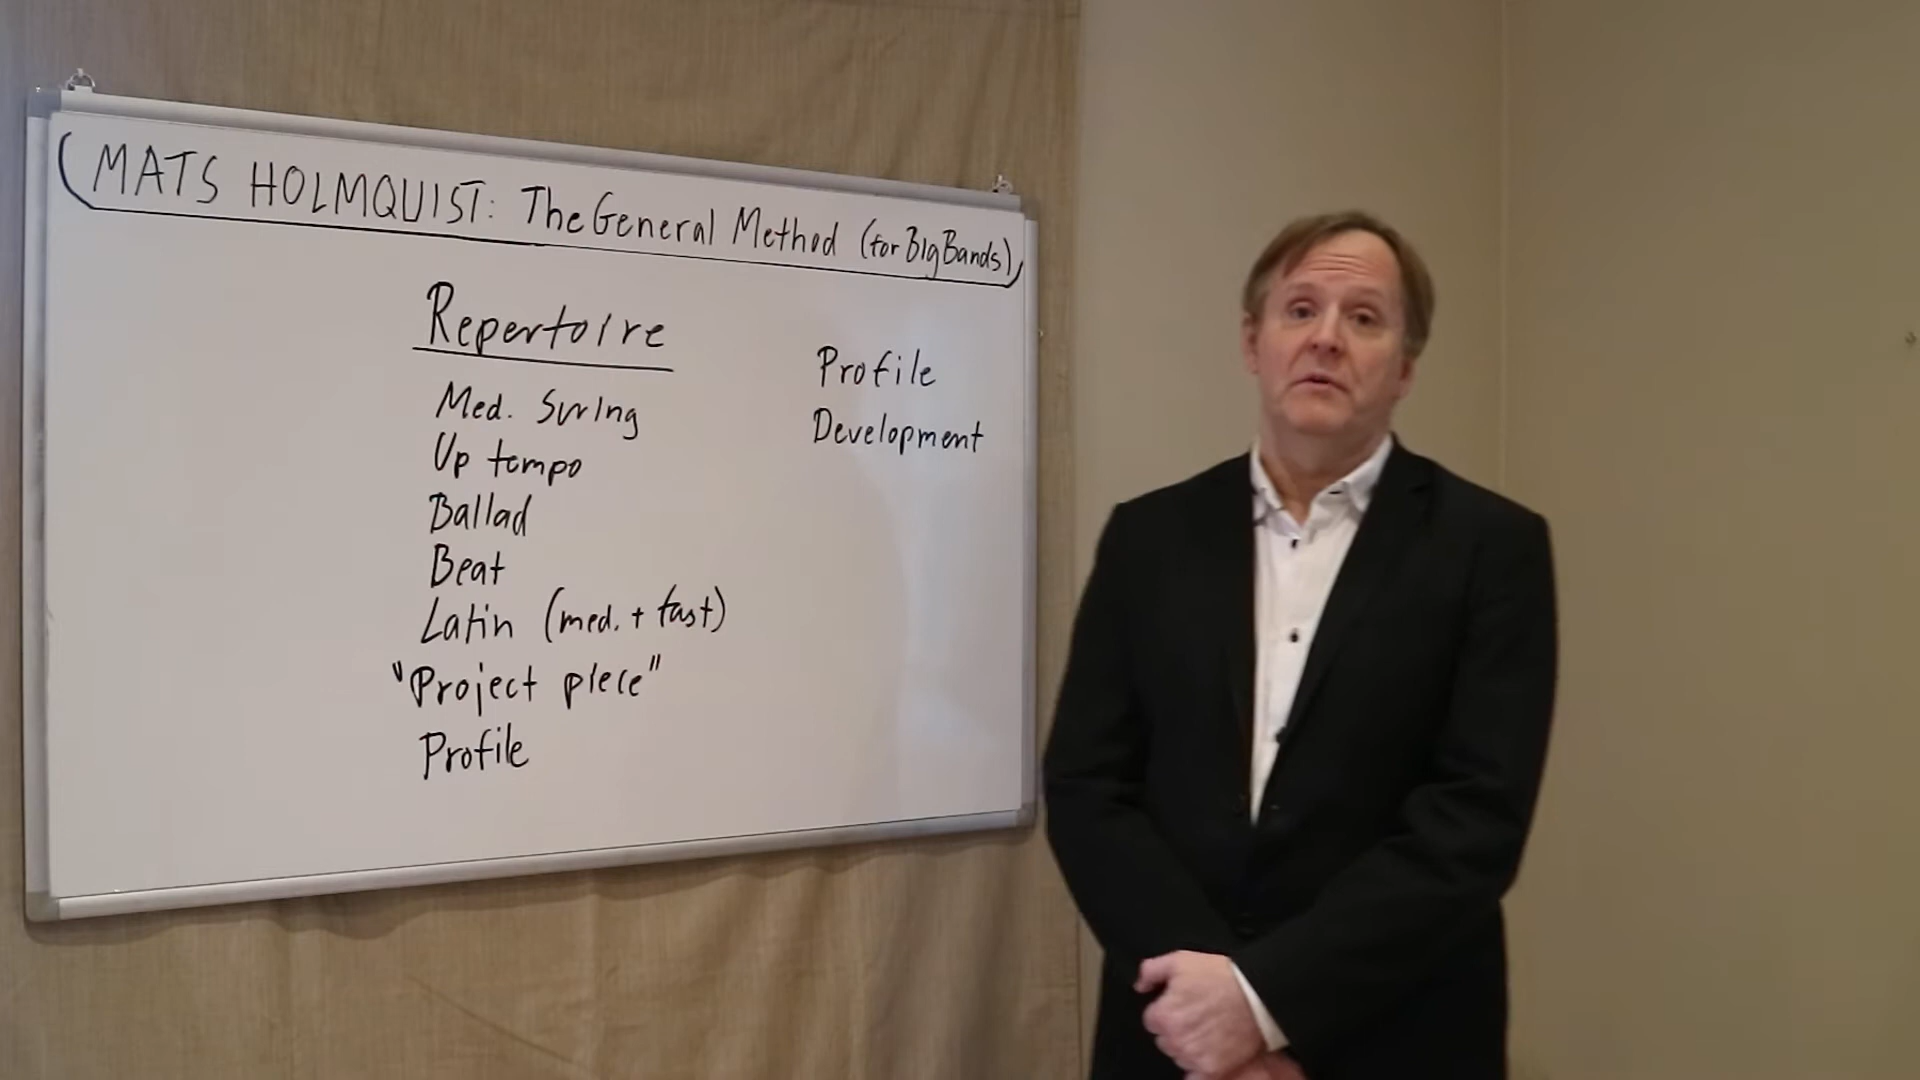 MATS HOLMQUIST: The General Method (for Big Bands)
Repertoire
Med. Swing
Up tempo
Ballad
Beat
Latin (med. + fast)
"Project piece"
Profile
Profile
Development